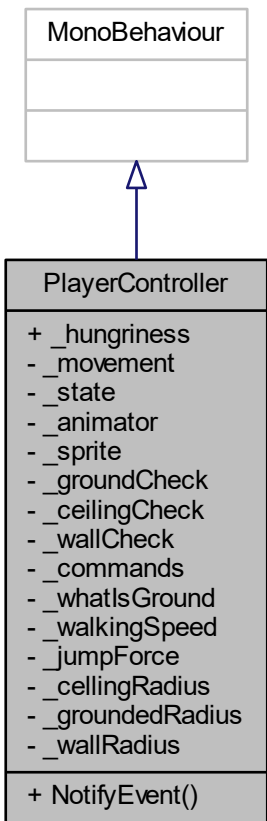 MonoBehaviour
PlayerController
+ _hungriness
- _movement
- _state
- _animator
- _sprite
- _groundCheck
- _ceilingCheck
- _wallCheck
- _commands
- _whatIsGround
- _walkingSpeed
- _jumpForce
- _cellingRadius
- _groundedRadius
- _wallRadius
+ NotifyEvent()